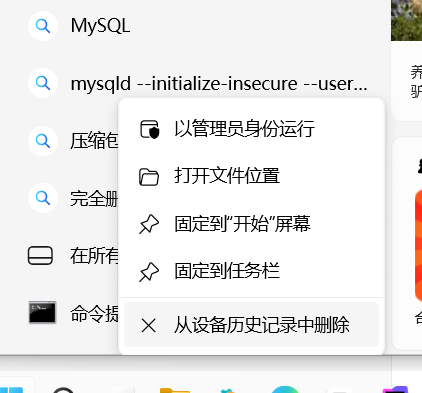 MySQL
mysqld --initialize-insecure --user...
压缩包
完全删
在所有
命令提
以管理员身份运行
打开文件位置
固定到“开始”屏幕
固定到任务栏
从设备历史记录中删除
养
驴
合